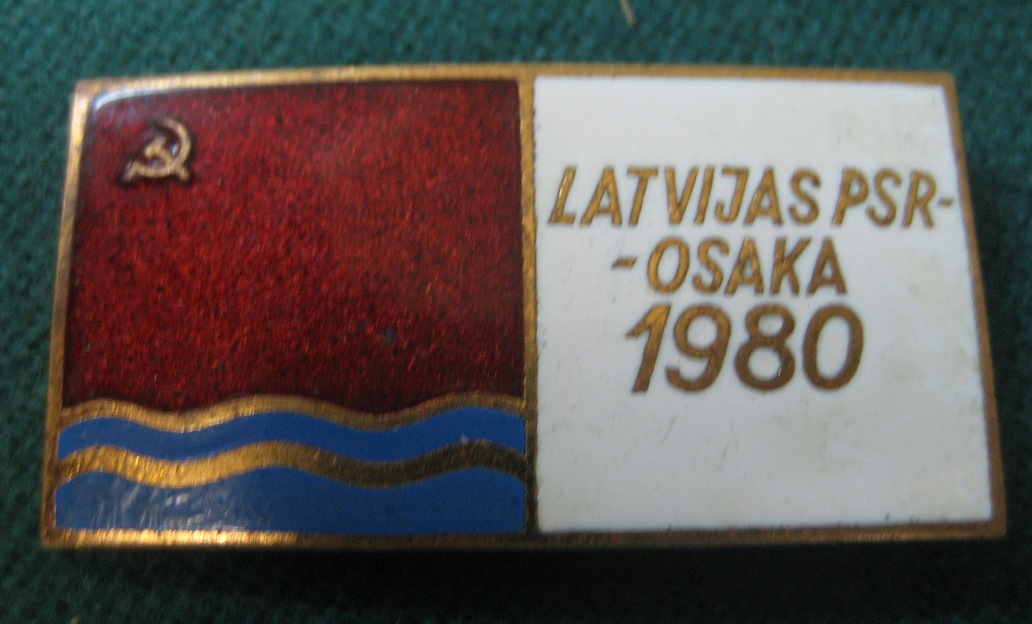 LATVIJAS PSR-
-OSAKA
1980